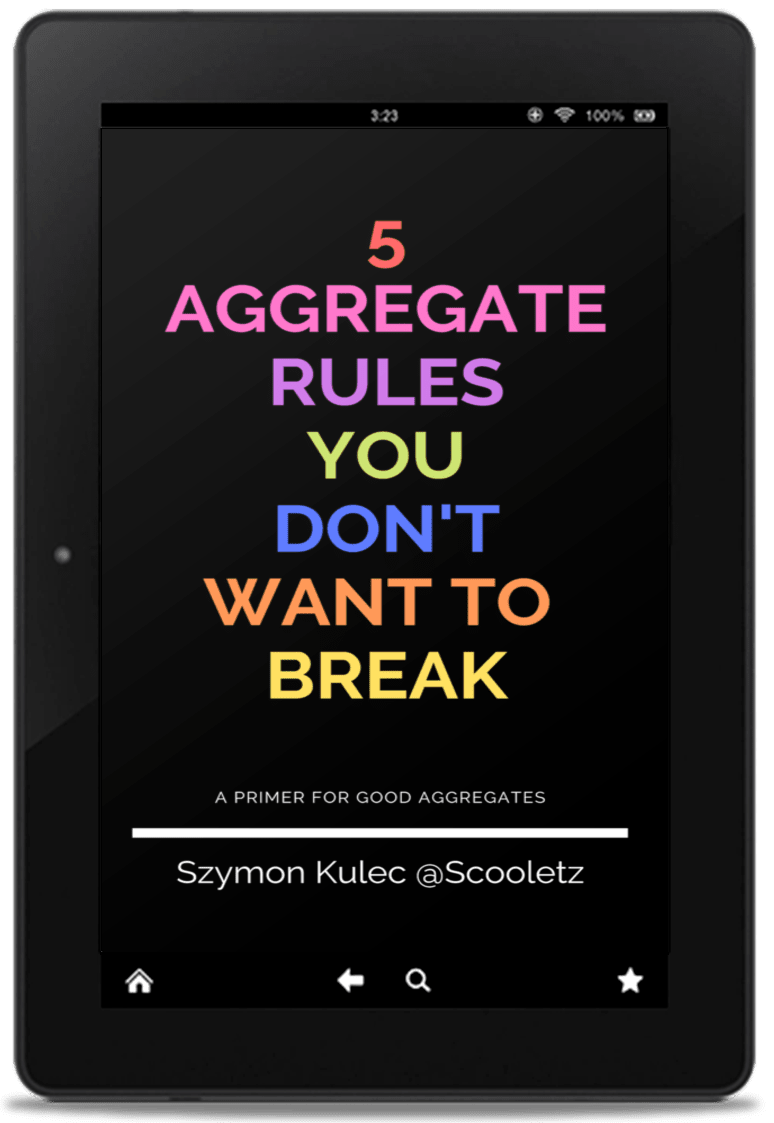 3:23 100%
5
AGGREGATE
RULES
YOU
DON'T
WANT TO
BREAK
A PRIMER FOR GOOD AGGREGATES
Szymon Kulec @Scooletz